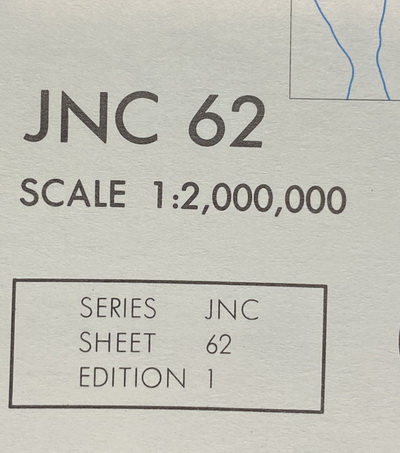 JNC 62
SCALE 1:2,000,000
SERIES JNC
SHEET 62
EDITION 1